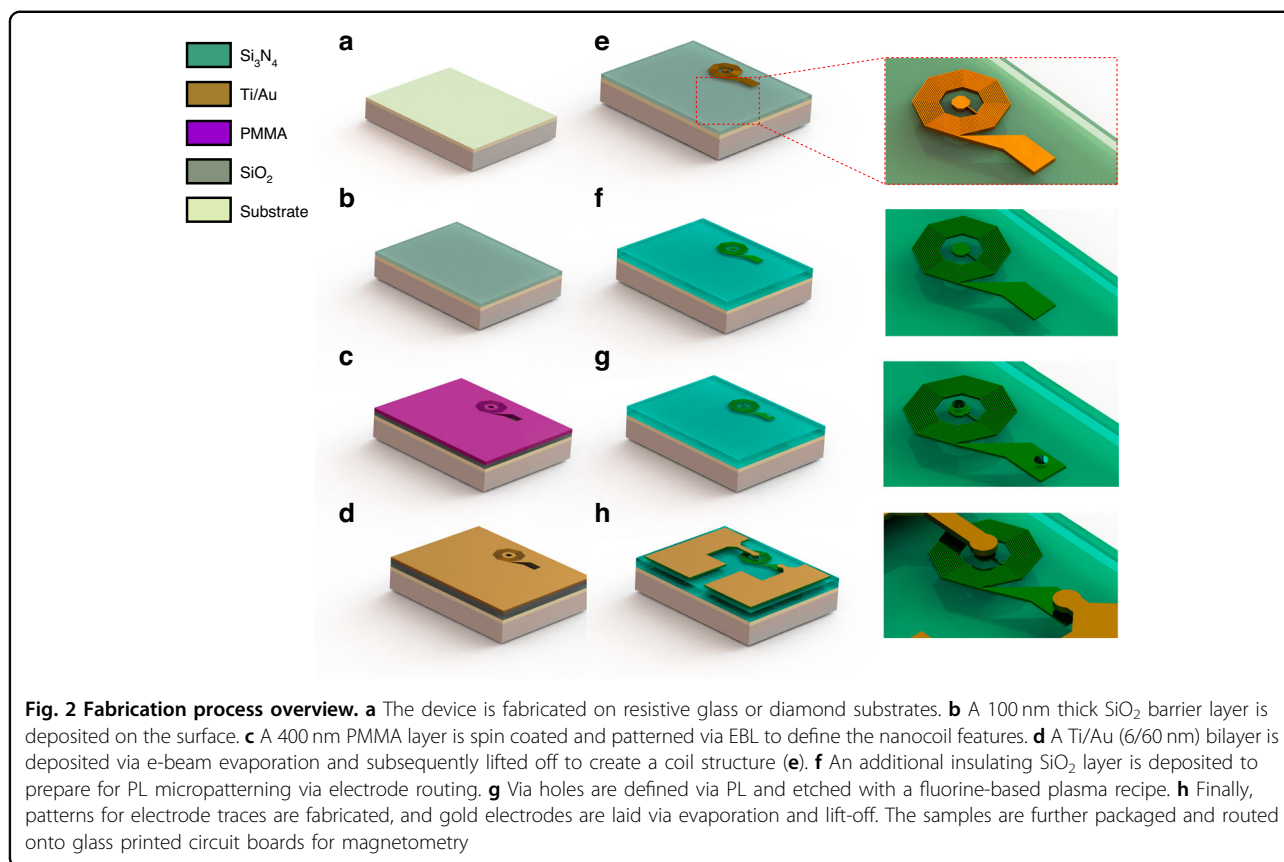 Si₃N₄
Ti/Au
PMMA
SiO₂
Substrate
a
b
c
d
e
f
g
h
Fig. 2 Fabrication process overview. a The device is fabricated on resistive glass or diamond substrates. b A 100 nm thick SiO₂ barrier layer is
deposited on the surface. c A 400 nm PMMA layer is spin coated and patterned via EBL to define the nanocoil features. d A Ti/Au (6/60 nm) bilayer is
deposited via e-beam evaporation and subsequently lifted off to create a coil structure (e). f An additional insulating SiO₂ layer is deposited to
prepare for PL micropatterning via electrode routing. g Via holes are defined via PL and etched with a fluorine-based plasma recipe. h Finally,
patterns for electrode traces are fabricated, and gold electrodes are laid via evaporation and lift-off. The samples are further packaged and routed
onto glass printed circuit boards for magnetometry